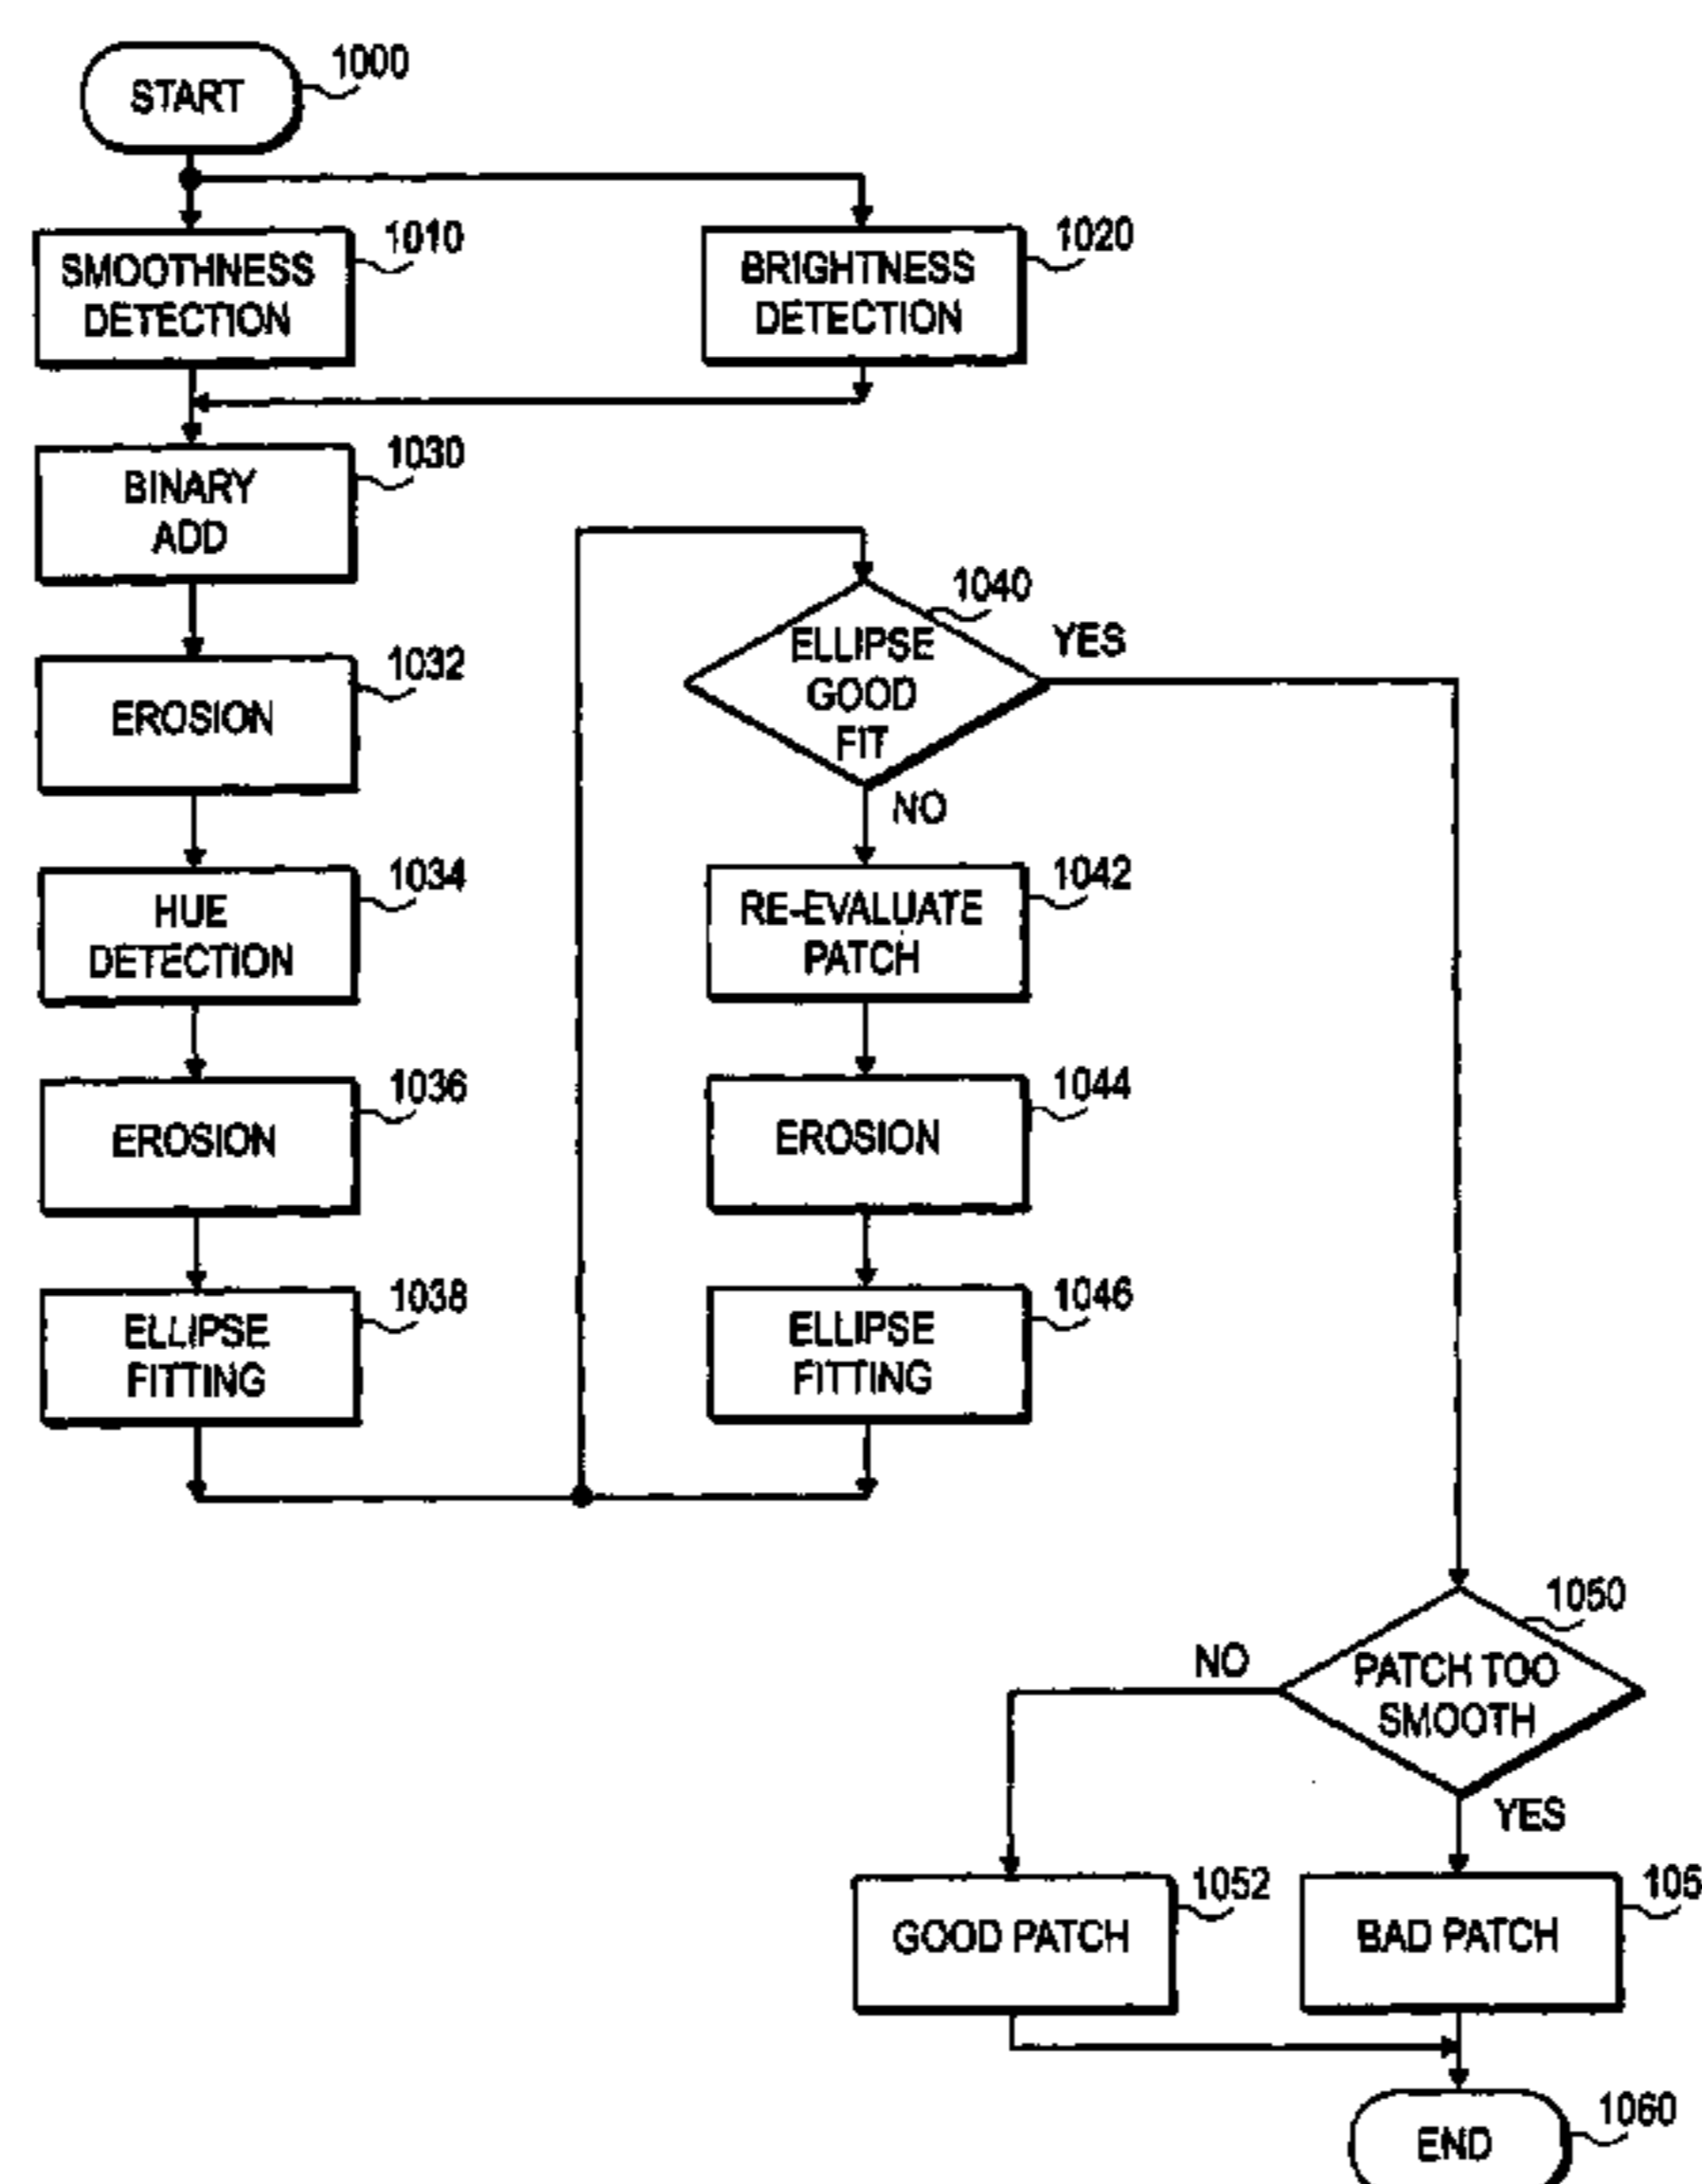 START
1000
SMOOTHNESS
DETECTION
1010
BRIGHTNESS
DETECTION
1020
BINARY
ADD
1030
EROSION
1032
HUE
DETECTION
1034
EROSION
1036
ELLIPSE
FITTING
1038
ELLIPSE
GOOD
FIT
1040
YES
NO
RE-EVALUATE
PATCH
1042
EROSION
1044
ELLIPSE
FITTING
1046
PATCH TOO
SMOOTH
1050
NO
YES
GOOD PATCH
1052
BAD PATCH
105
END
1060